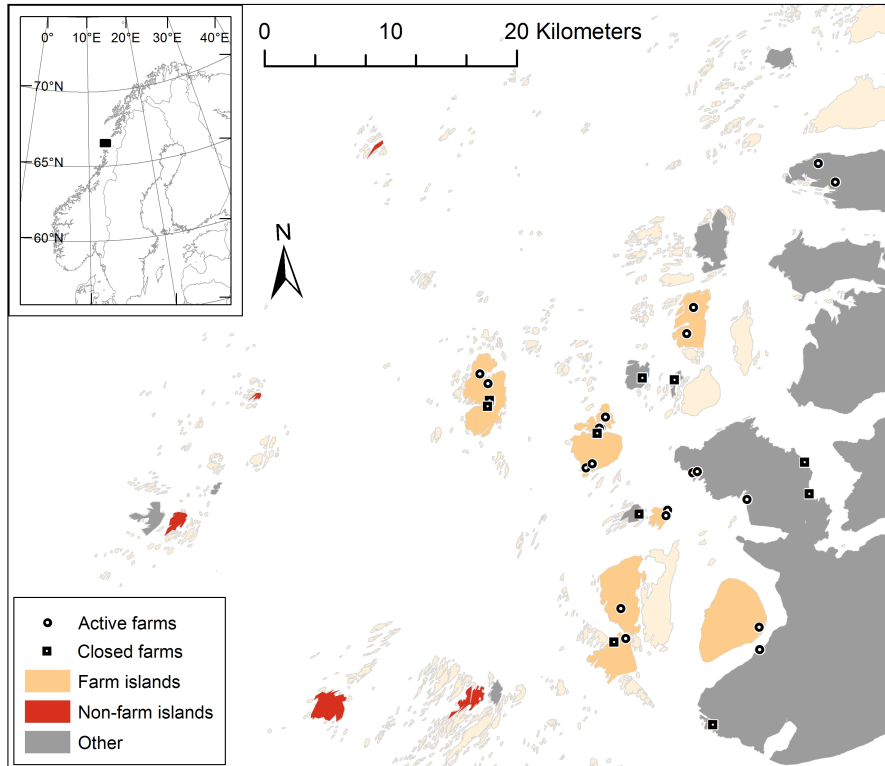 0° 10°E 20°E 30°E 40°E
70°N
65°N
60°N
0 10 20 Kilometers
N
Active farms
Closed farms
Farm islands
Non-farm islands
Other